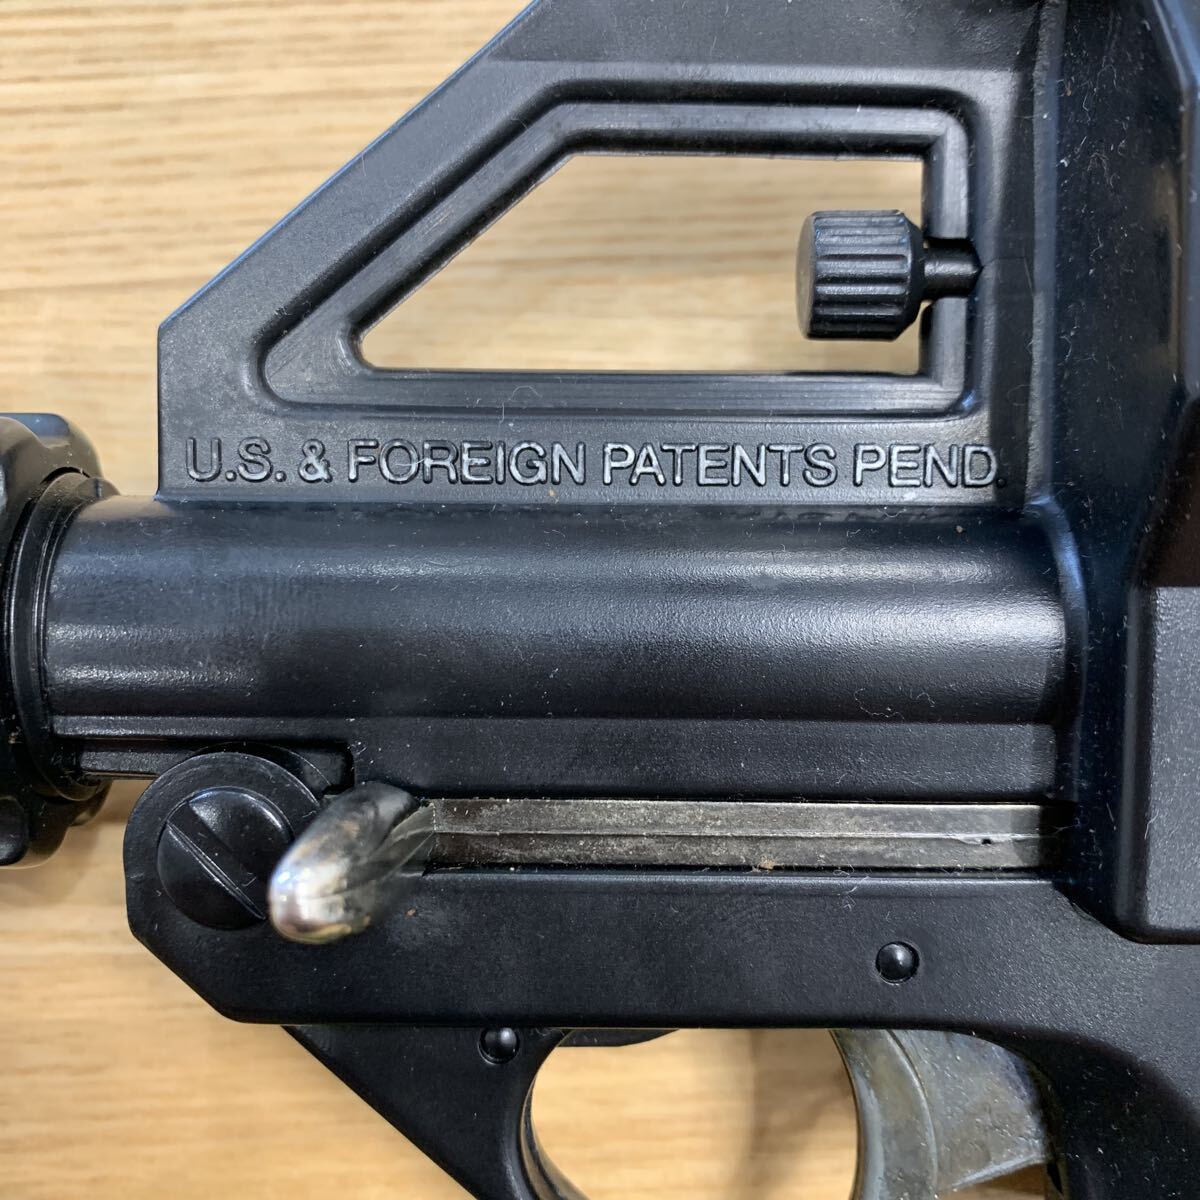 U.S. & FOREIGN PATENTS PEND.